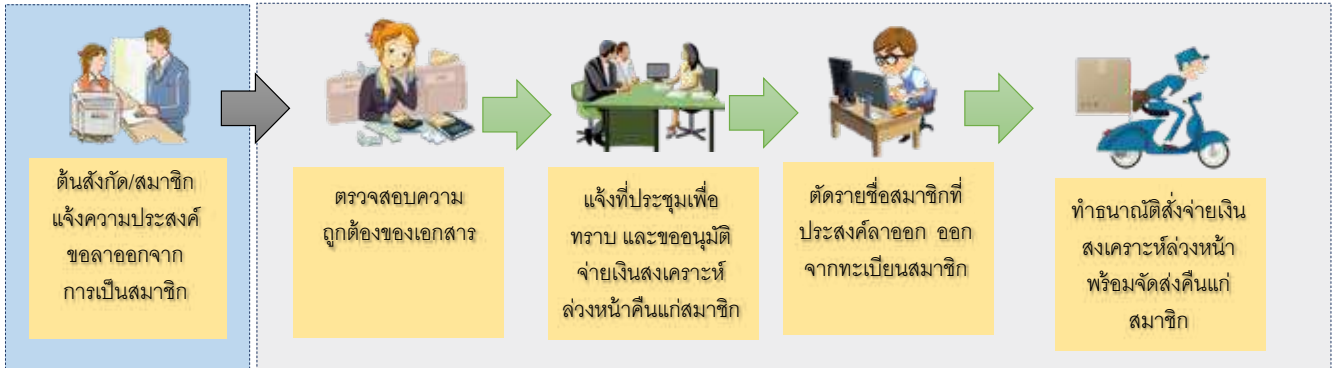 ต้นสังกัด/สมาชิก
แจ้งความประสงค์
ขอลาออกจาก
การเป็นสมาชิก
ตรวจสอบความ
ถูกต้องของเอกสาร
แจ้งที่ประชุมเพื่อ
ทราบ และขออนุมัติ
จ่ายเงินสงเคราะห์
ล่วงหน้าคืนแก่สมาชิก
ตัดรายชื่อสมาชิกที่
ประสงค์ลาออก ออก
จากทะเบียนสมาชิก
ทำธนาณัติสั่งจ่ายเงิน
สงเคราะห์ล่วงหน้า
พร้อมจัดส่งคืนแก่
สมาชิก